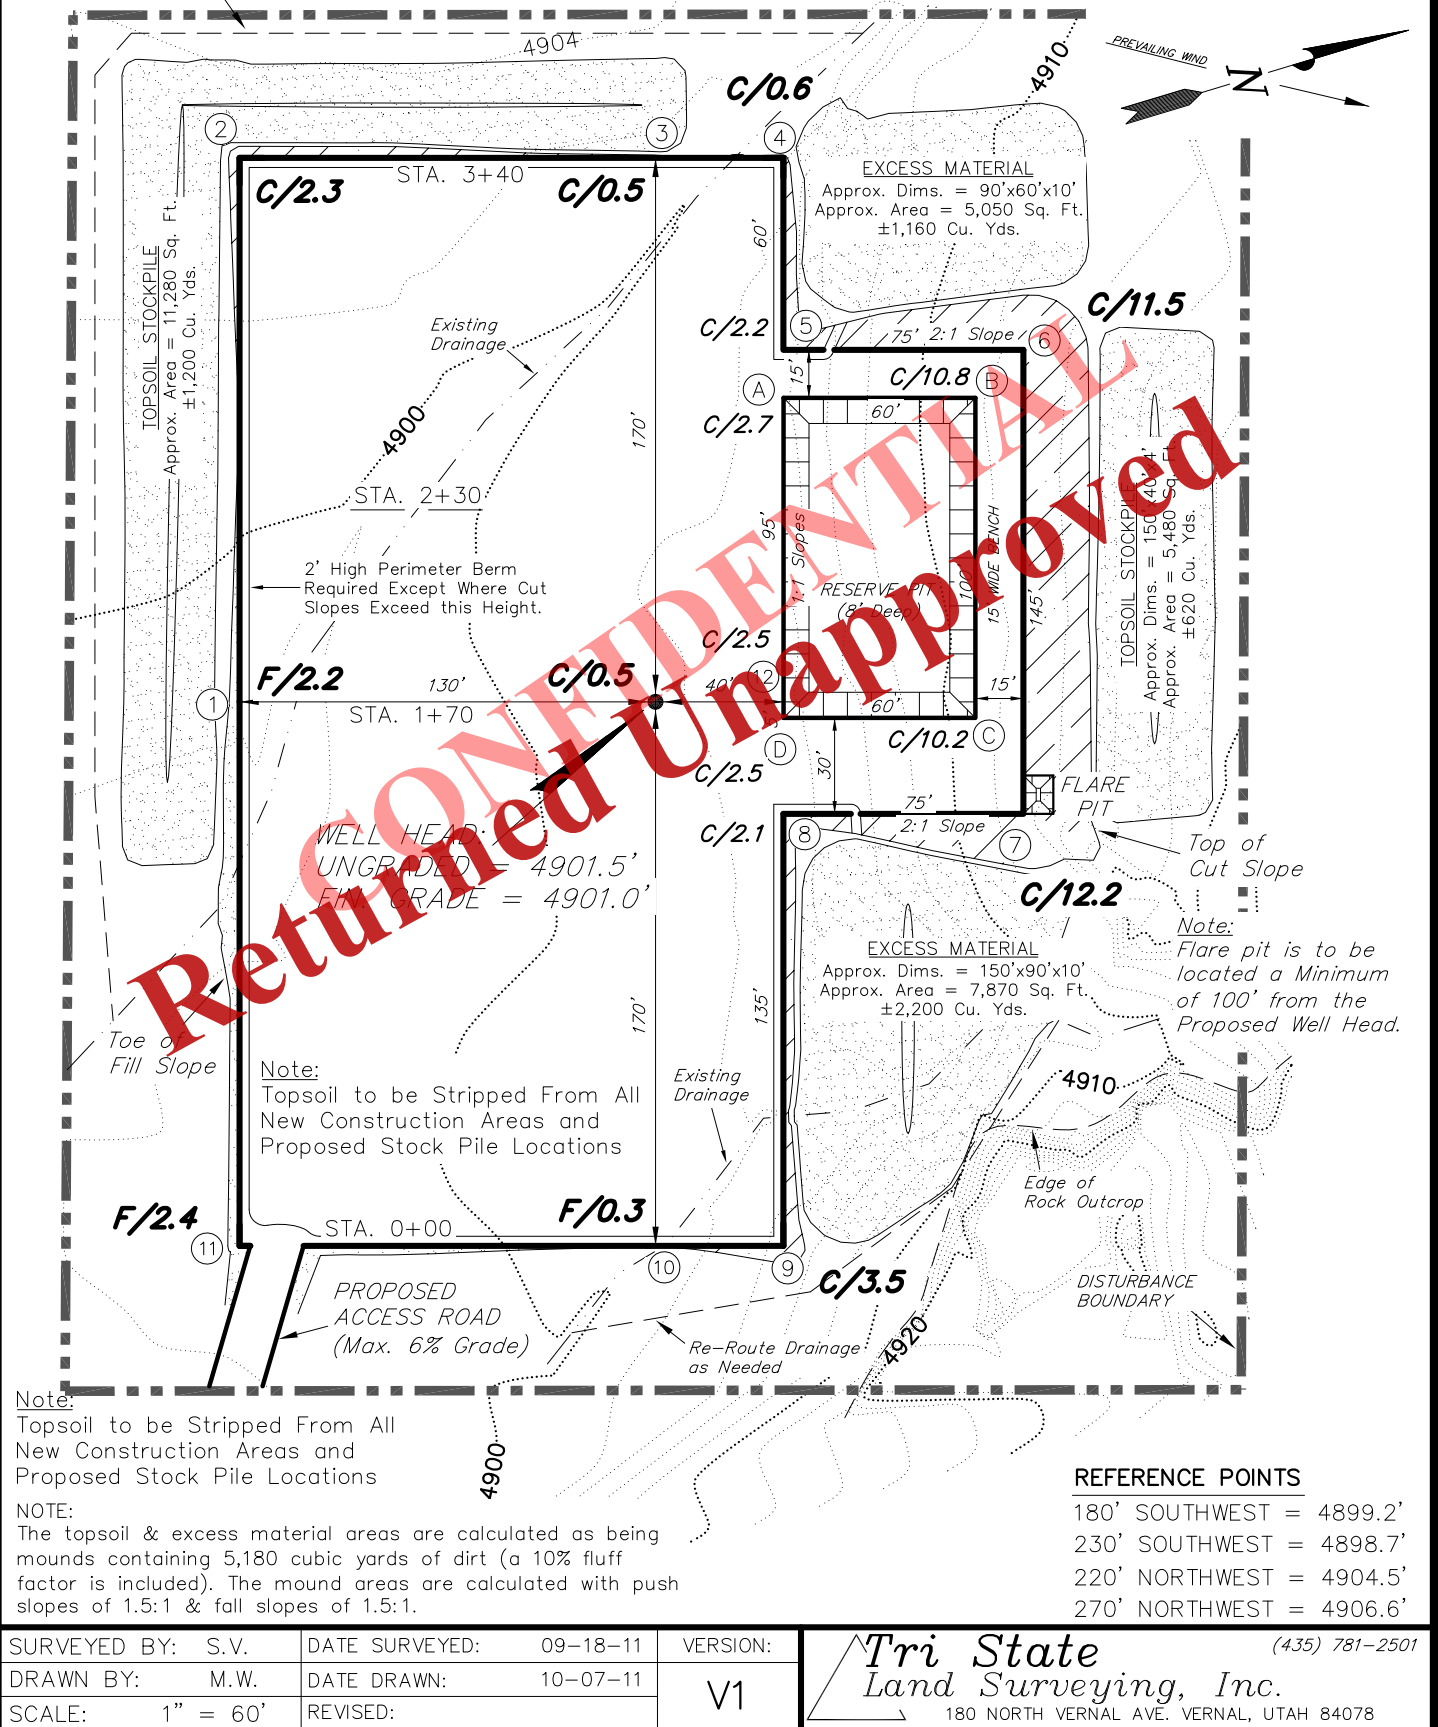 4904
4910
PREVAILING WIND
N
C/0.6
2
3
4
STA. 3+40
C/2.3
C/0.5
60'
EXCESS MATERIAL
Approx. Dims. = 90'x60'x10'
Approx. Area = 5,050 Sq. Ft.
±1,160 Cu. Yds.
TOPSOIL STOCKPILE
Approx. Area = 11,280 Sq. Ft.
±1,200 Cu. Yds.
Existing
Drainage
C/2.2
5
75' 2:1 Slope
6
C/11.5
15'
C/10.8
A
B
60'
C/2.7
4900
170'
STA. 2+30
95'
1:1 Slopes
RESERVE PIT
(8' Deep)
100'
15' WIDE BENCH
145'
TOPSOIL STOCKPILE
Approx. Dims. = 150'x40'x4'
Approx. Area = 5,480 Sq. Ft.
±620 Cu. Yds.
2' High Perimeter Berm
Required Except Where Cut
Slopes Exceed this Height.
C/2.5
F/2.2
C/0.5
1
130'
40'
12
15'
STA. 1+70
60'
5'
D
C/10.2
C
C/2.5
30'
FLARE
PIT
75'
2:1 Slope
C/2.1
8
7
Top of
Cut Slope
WELL HEAD:
UNGRADED = 4901.5'
FIN. GRADE = 4901.0'
C/12.2
CONFIDENTIAL
Returned Unapproved
Note:
Flare pit is to be
located a Minimum
of 100' from the
Proposed Well Head.
EXCESS MATERIAL
Approx. Dims. = 150'x90'x10'
Approx. Area = 7,870 Sq. Ft.
±2,200 Cu. Yds.
170'
135'
Toe of
Fill Slope
Note:
Topsoil to be Stripped From All
New Construction Areas and
Proposed Stock Pile Locations
Existing
Drainage
4910
Edge of
Rock Outcrop
F/2.4
F/0.3
STA. 0+00
11
10
9
C/3.5
PROPOSED
ACCESS ROAD
(Max. 6% Grade)
DISTURBANCE
BOUNDARY
Re-Route Drainage
as Needed
4920
4900
Note:
Topsoil to be Stripped From All
New Construction Areas and
Proposed Stock Pile Locations
NOTE:
The topsoil & excess material areas are calculated as being
mounds containing 5,180 cubic yards of dirt (a 10% fluff
factor is included). The mound areas are calculated with push
slopes of 1.5:1 & fall slopes of 1.5:1.
REFERENCE POINTS
180' SOUTHWEST = 4899.2'
230' SOUTHWEST = 4898.7'
220' NORTHWEST = 4904.5'
270' NORTHWEST = 4906.6'
SURVEYED BY: S.V.
DATE SURVEYED: 09-18-11
VERSION:
DRAWN BY: M.W.
DATE DRAWN: 10-07-11
V1
SCALE: 1" = 60'
REVISED:
Tri State
(435) 781-2501
Land Surveying, Inc.
180 NORTH VERNAL AVE. VERNAL, UTAH 84078